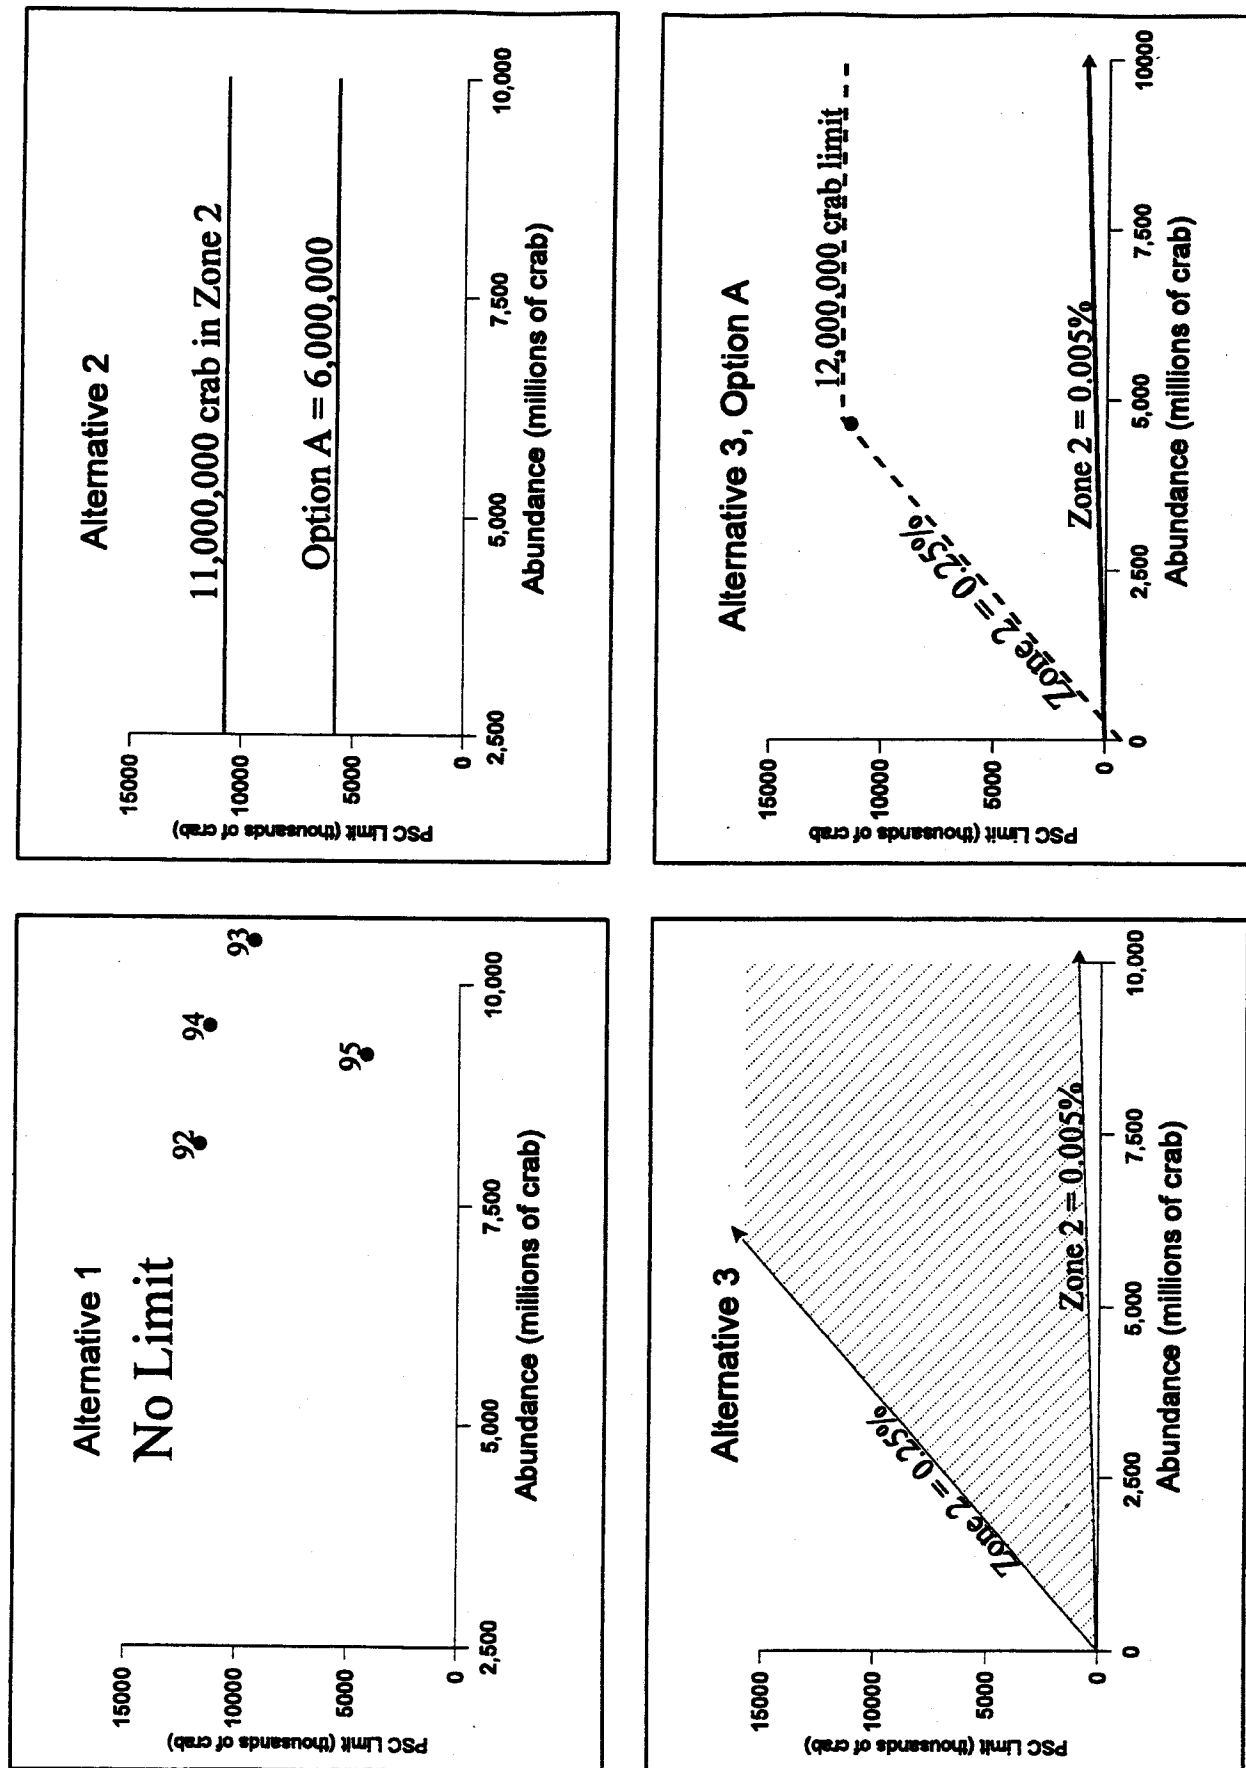 Alternative 1
No Limit
PSC Limit (thousands of crab)
15000
10000
5000
0
92
94
93
95
2,500
5,000
7,500
10,000
Abundance (millions of crab)
Alternative 2
11,000,000 crab in Zone 2
Option A = 6,000,000
PSC Limit (thousands of crab)
15000
10000
5000
0
2,500
5,000
7,500
10,000
Abundance (millions of crab)
Alternative 3
Zone 2 = 0.25%
Zone 2 = 0.005%
PSC Limit (thousands of crab)
15000
10000
5000
0
0
2,500
5,000
7,500
10,000
Abundance (millions of crab)
Alternative 3, Option A
12,000,000 crab limit
Zone 2 = 0.25%
Zone 2 = 0.005%
PSC Limit (thousands of crab
15000
10000
5000
0
0
2,500
5,000
7,500
10000
Abundance (millions of crab)